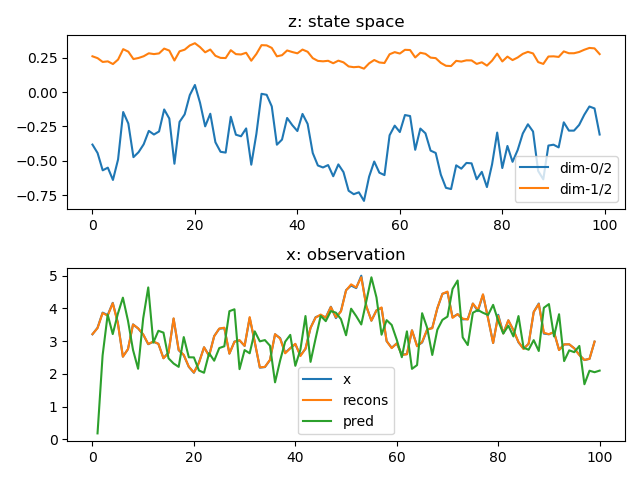 z: state space
0.25
0.00
−0.25
−0.50
−0.75
dim-0/2
dim-1/2
0 20 40 60 80 100
x: observation
5
4
3
2
1
0
x
recons
pred
0 20 40 60 80 100